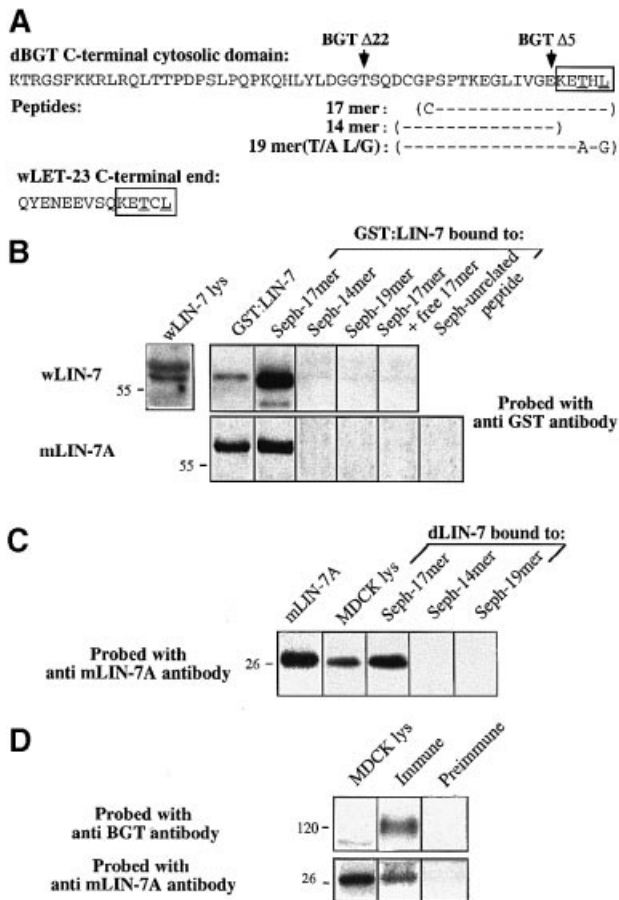 A
BGT Δ22 BGT Δ5
dBGT C-terminal cytosolic domain:
KTRGSFKKRLRQLTTPDPSLPQPKQHLYLDGGTSQDCGPSPTKEGLIVGEKETHL
Peptides:
17 mer : (C------------------)
14 mer : (--------------)
19 mer(T/A L/G) : (------------------A-G)
wLET-23 C-terminal end:
QYENEEVSQKETCL
B
GST:LIN-7 bound to:
wLIN-7 lys
GST:LIN-7
Seph-17mer
Seph-14mer
Seph-19mer
Seph-17mer
+ free 17mer
Seph-unrelated
peptide
wLIN-7
55 -
mLIN-7A
55 -
Probed with
anti GST antibody
C
dLIN-7 bound to:
mLIN-7A
MDCK lys
Seph-17mer
Seph-14mer
Seph-19mer
Probed with
anti mLIN-7A antibody
26 -
D
MDCK lys
Immune
Preimmune
Probed with
anti BGT antibody
120 -
Probed with
anti mLIN-7A antibody
26 -